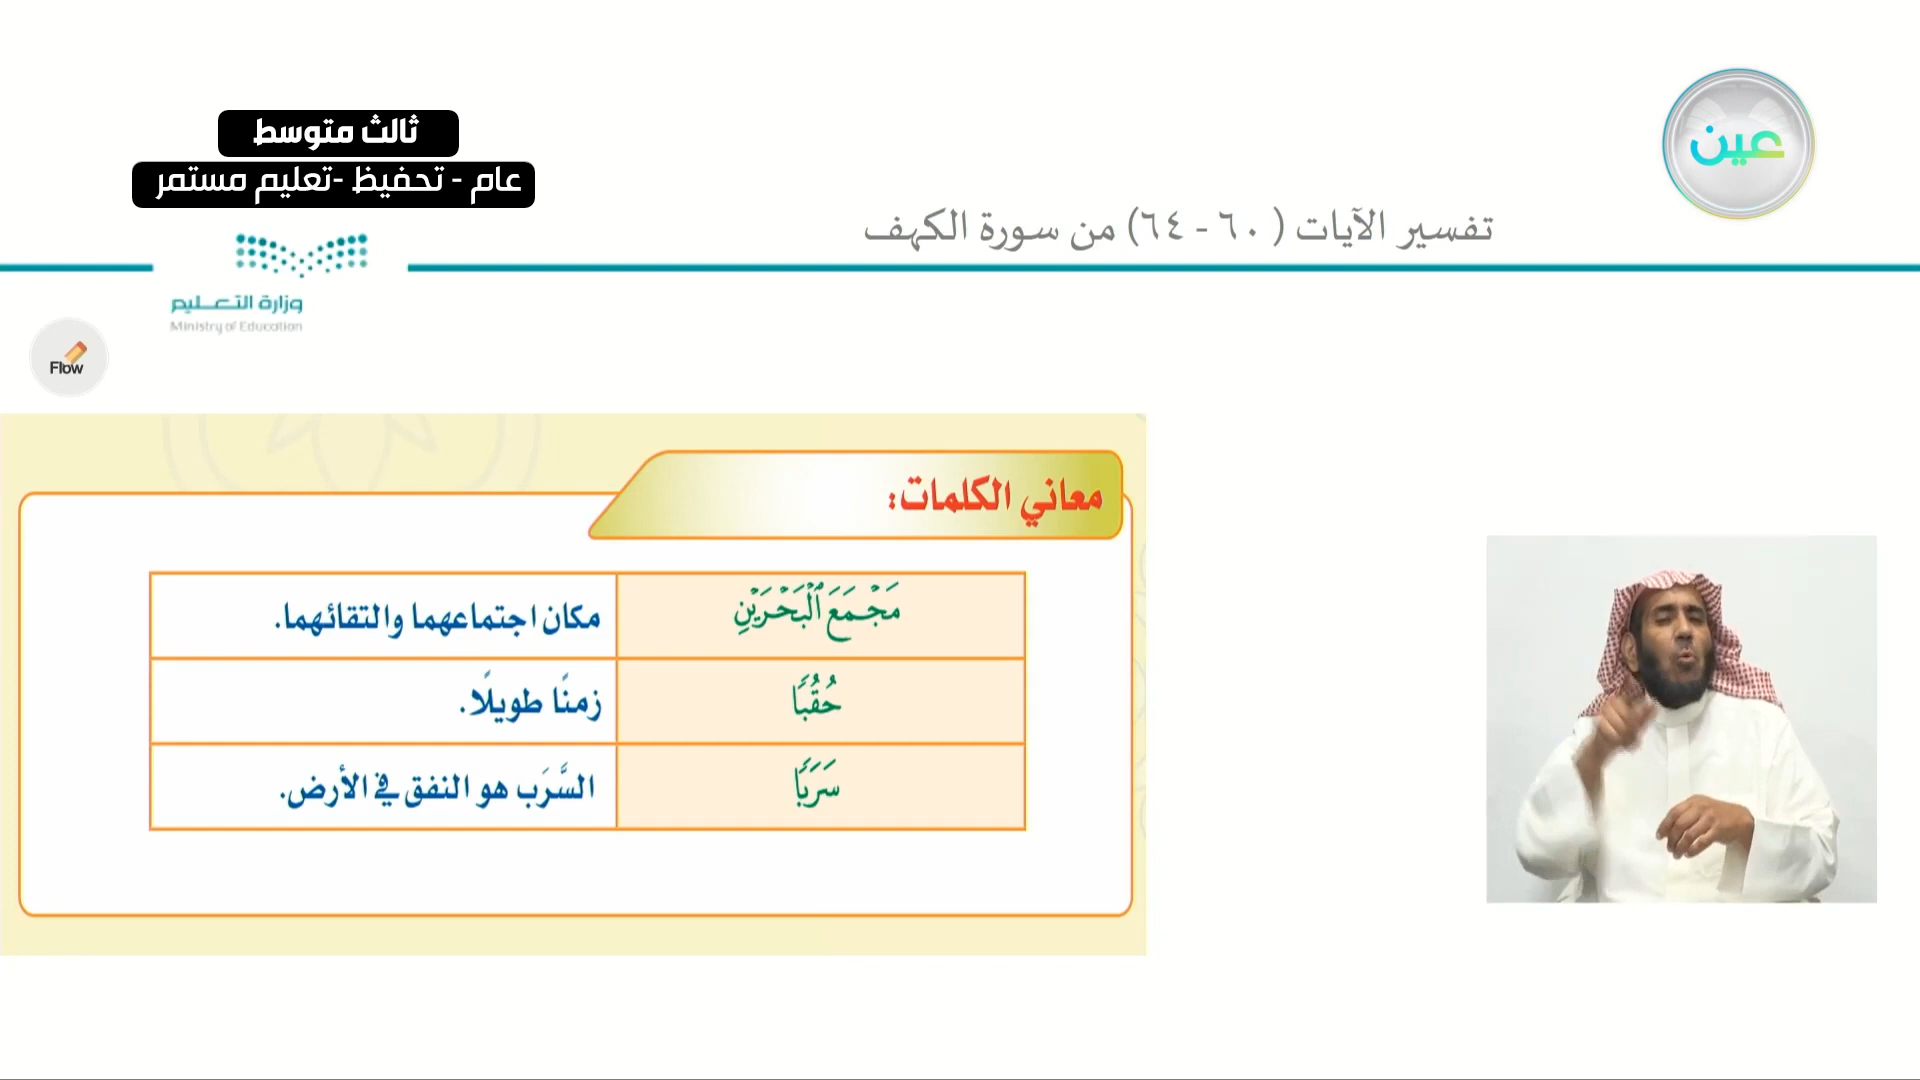 ثالث متوسط
عام - تحفيظ -تعليم مستمر
عين
تفسير الآيات ( ٦٠ - ٦٤) من سورة الكهف
وزارة التعليم
Ministry of Education
Flow
معاني الكلمات:
مَجْمَعَ الْبَحْرَيْنِ مكان اجتماعهما والتقائهما.
حُقُبًا زمنًا طويلًا.
سَرَبًا السَّرَب هو النفق في الأرض.